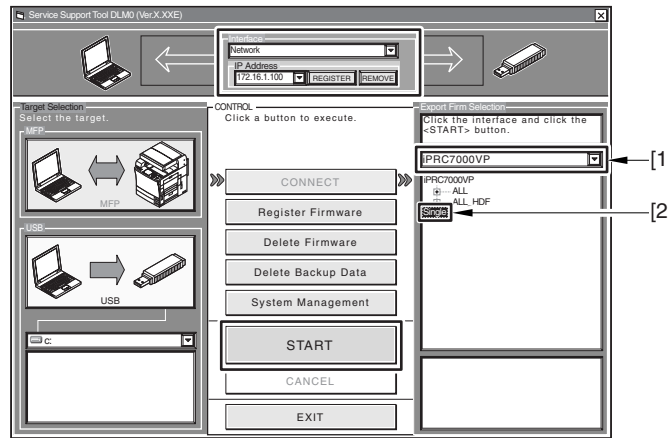 Service Support Tool DLM0 (Ver.X.XXE)
Interface
Network
IP Address
172.16.1.100
REGISTER
REMOVE
Target Selection
Select the target.
MFP
MFP
USB
USB
C:
CONTROL
Click a button to execute.
CONNECT
Register Firmware
Delete Firmware
Delete Backup Data
System Management
START
CANCEL
EXIT
Export Firm Selection
Click the interface and click the
<START> button.
iPRC7000VP
[1
iPRC7000VP
ALL
ALL_HDF
Single
[2